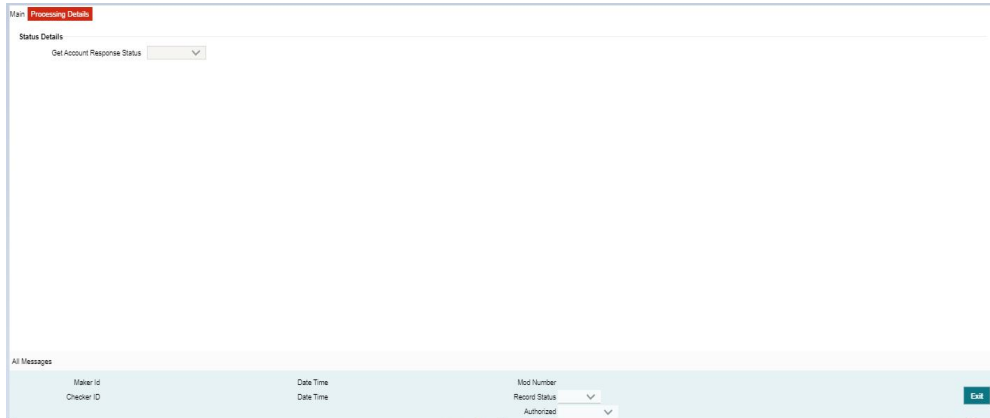 Main Processing Details
Status Details
Get Account Response Status
All Messages
Maker Id Date Time Mod Number
Checker ID Date Time Record Status Exit
Authorized